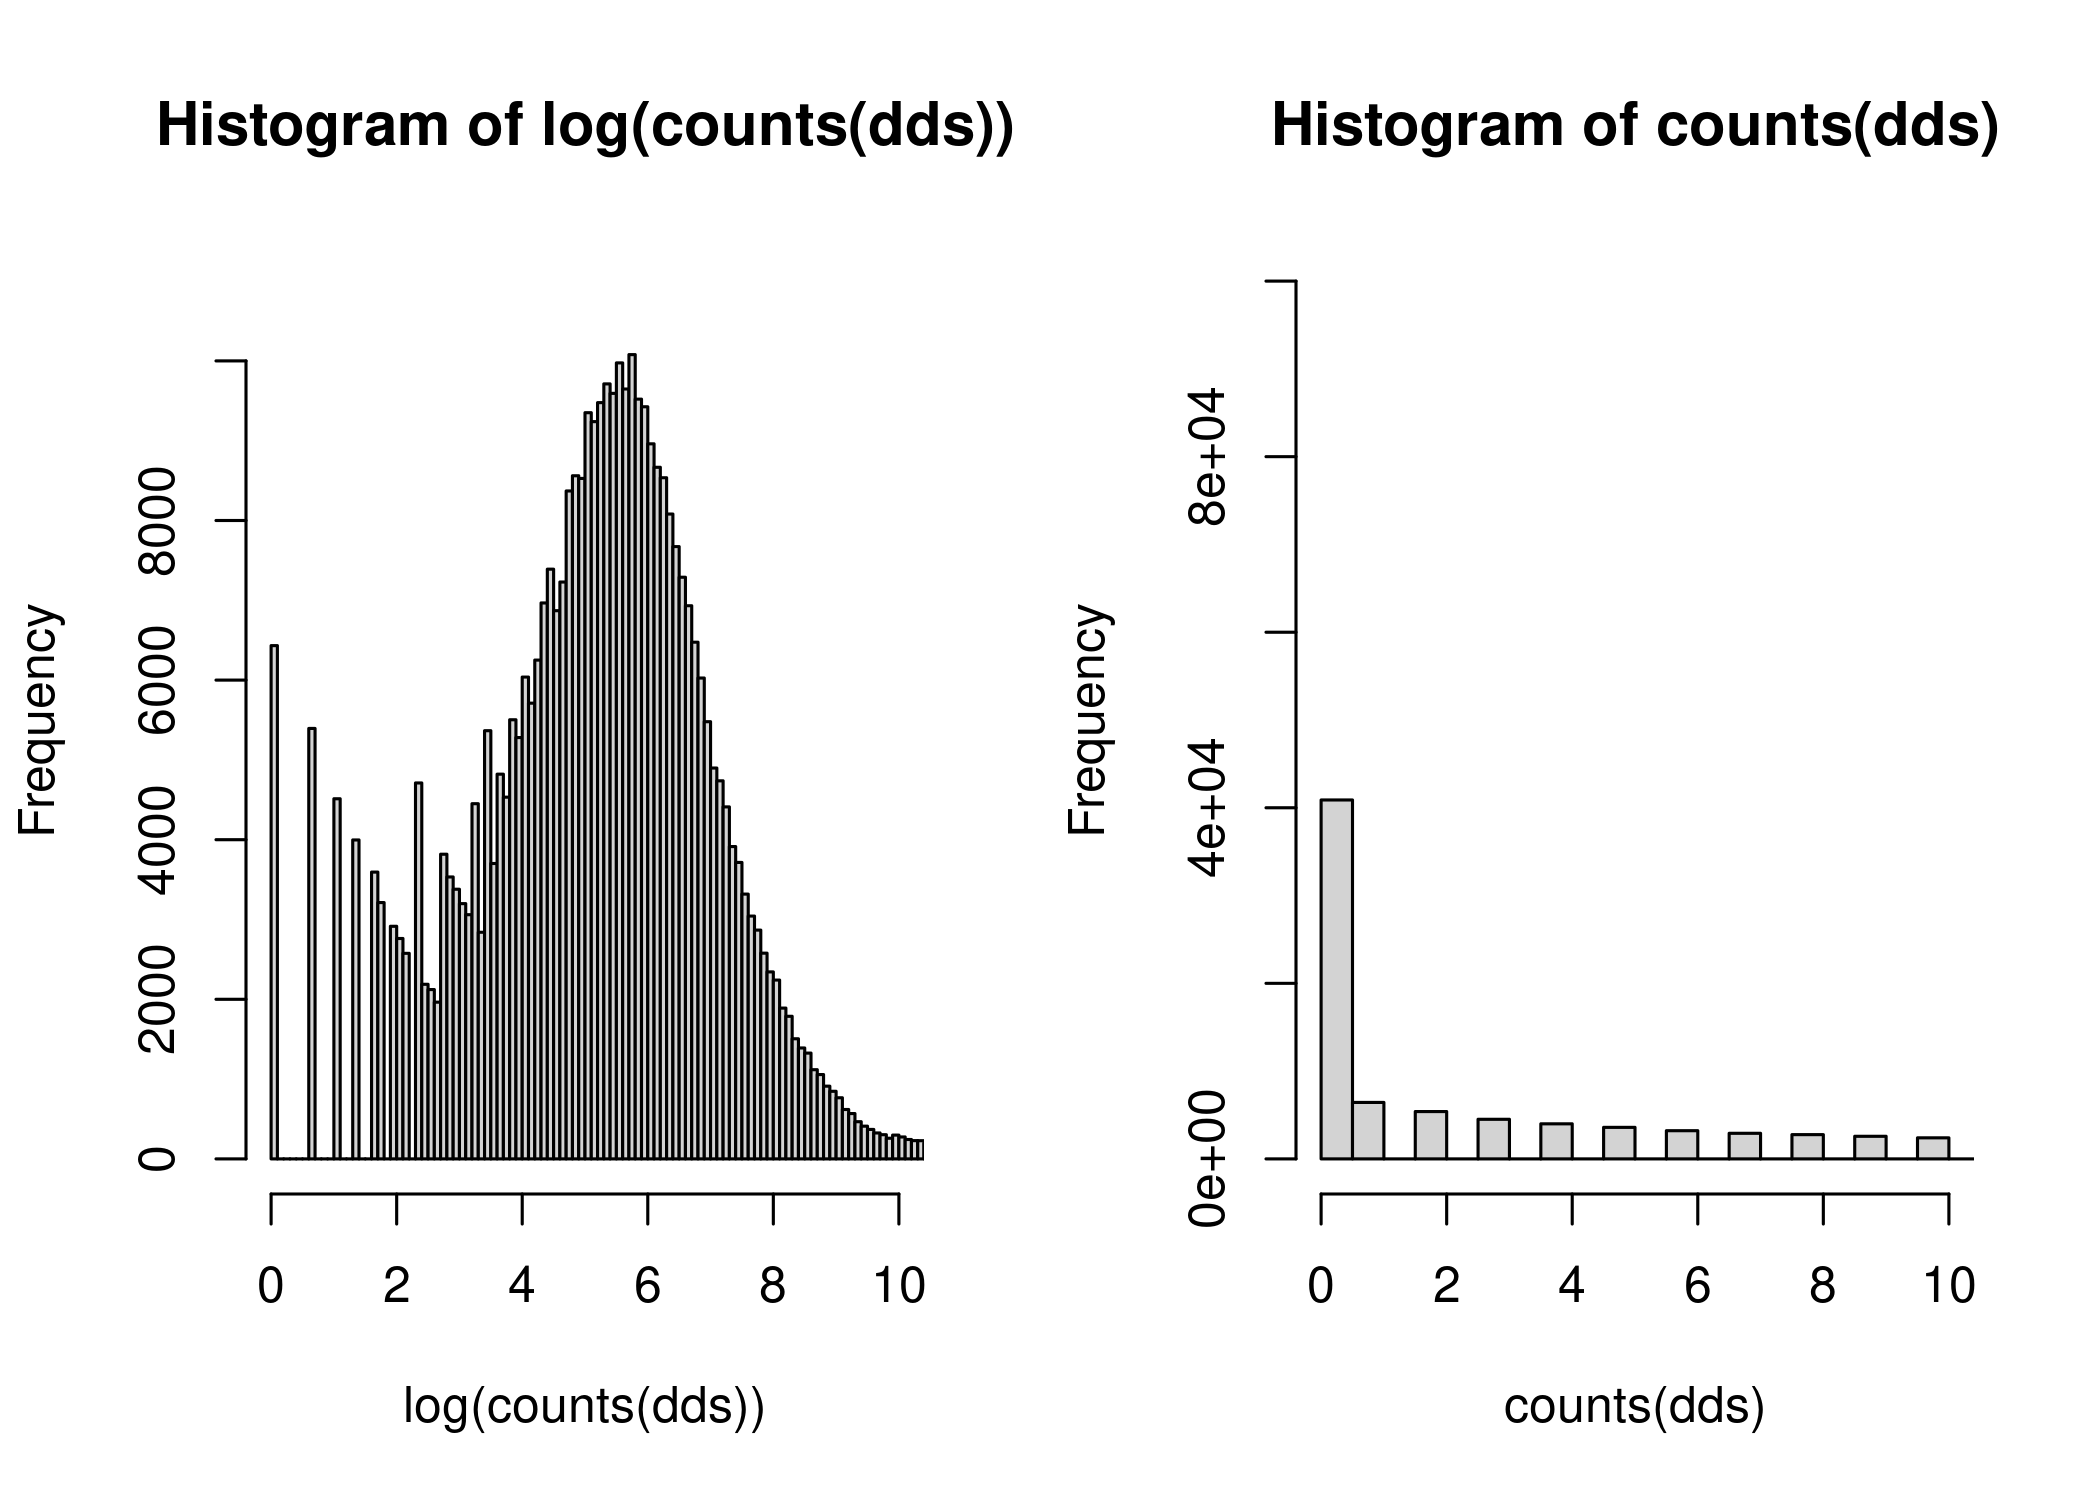 Histogram of log(counts(dds))
Frequency
8000
6000
4000
2000
0
0 2 4 6 8 10
log(counts(dds))
Histogram of counts(dds)
Frequency
8e+04
4e+04
0e+00
0 2 4 6 8 10
counts(dds)